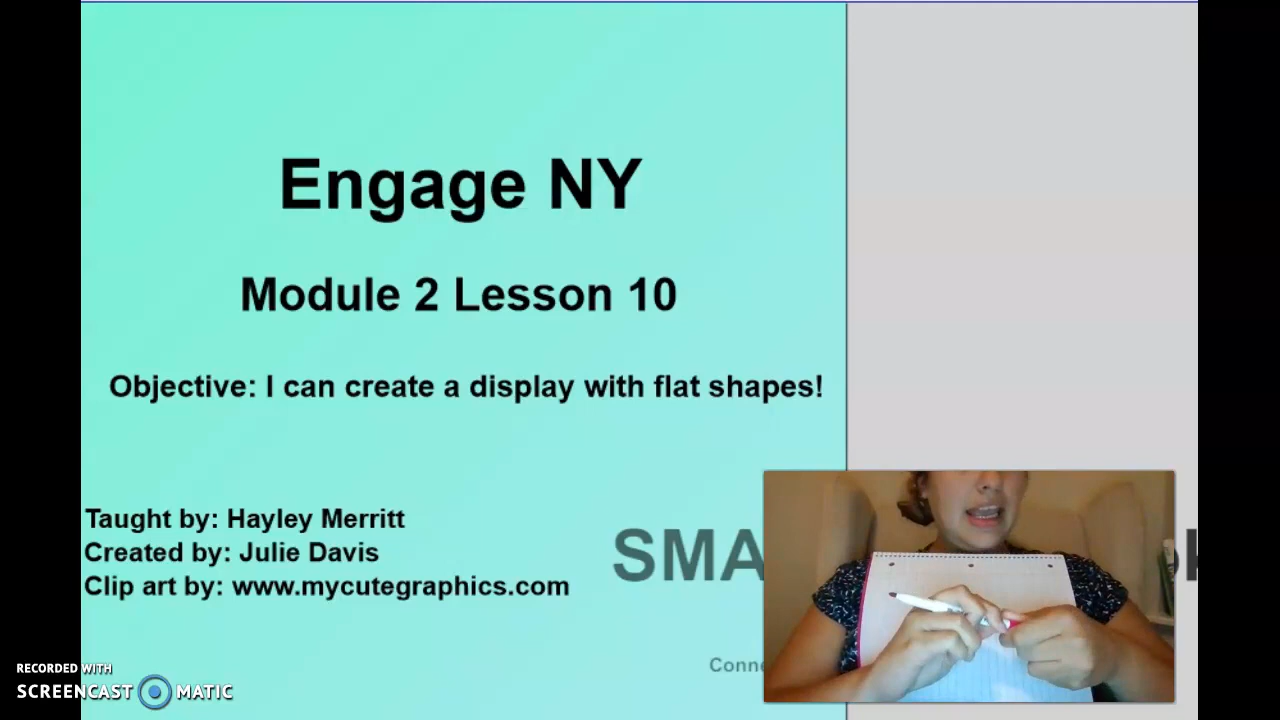 Engage NY
Module 2 Lesson 10
Objective: I can create a display with flat shapes!
Taught by: Hayley Merritt
Created by: Julie Davis
Clip art by: www.mycutegraphics.com
SMA
Conne
RECORDED WITH
SCREENCAST MATIC